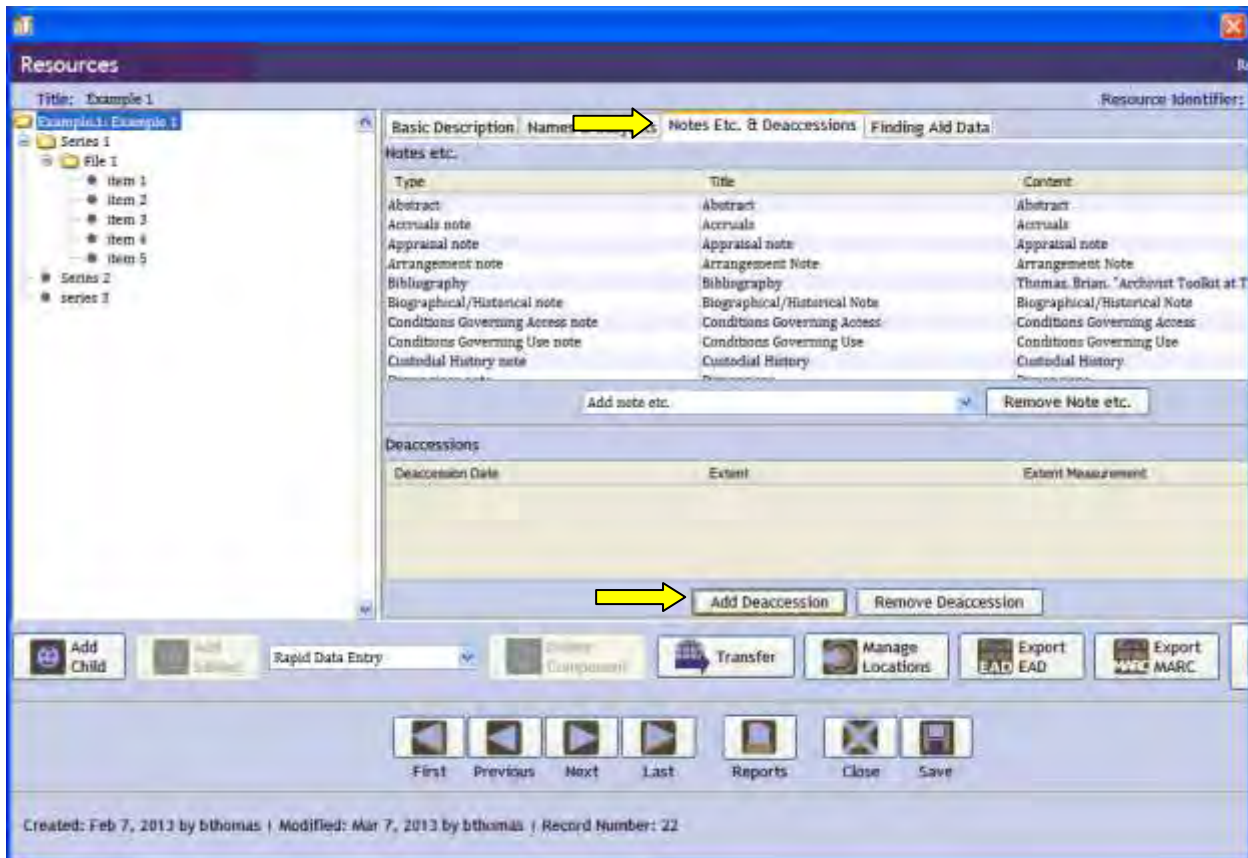 Resources
Title: Example 1
Resource Identifier:
Example.1: Example 1
Series 1
File 1
item 1
item 2
item 3
item 4
item 5
Series 2
series 3
Basic Description Names Notes Etc. & Deaccessions Finding Aid Data
Notes etc.
Type Title Content
Abstract Abstract Abstract
Accruals note Accruals Accruals
Appraisal note Appraisal note Appraisal note
Arrangement note Arrangement Note Arrangement Note
Bibliography Bibliography Thomas, Brian. "Archivist Toolkit at T
Biographical/Historical note Biographical/Historical Note Biographical/Historical Note
Conditions Governing Access note Conditions Governing Access Conditions Governing Access
Conditions Governing Use note Conditions Governing Use Conditions Governing Use
Custodial History note Custodial History Custodial History
Add note etc. Remove Note etc.
Deaccessions
Deaccession Date Extent Extent Measurement
Add Deaccession Remove Deaccession
Add Child
Add
Rapid Data Entry
Component
Transfer
Manage Locations
EAD Export EAD
Export MARC
First Previous Next Last Reports Close Save
Created: Feb 7, 2013 by bthomas | Modified: Mar 7, 2013 by bthomas | Record Number: 22